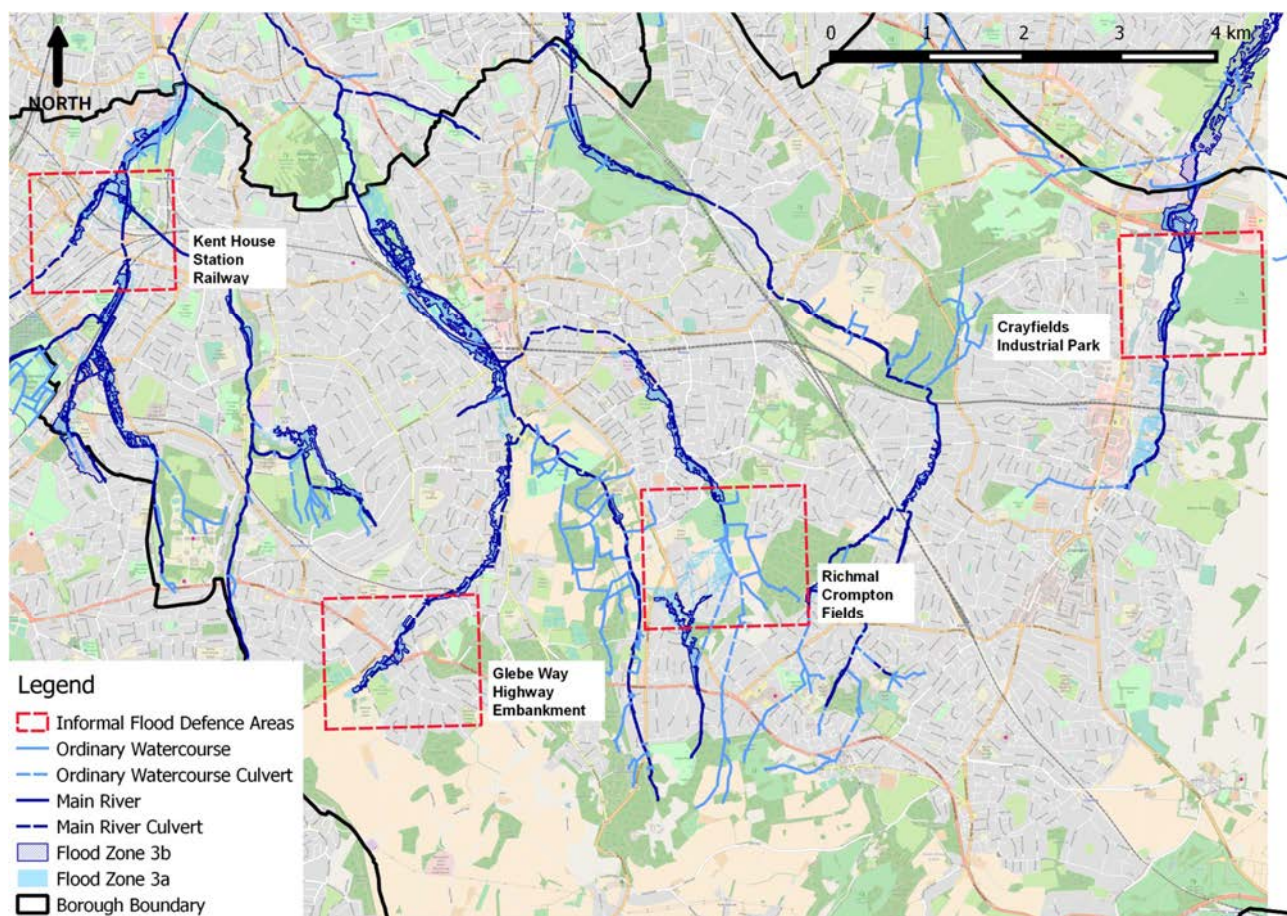 NORTH
0 1 2 3 4 km
Kent House
Station
Railway
Crayfields
Industrial Park
Richmal
Crompton
Fields
Glebe Way
Highway
Embankment
Legend
Informal Flood Defence Areas
Ordinary Watercourse
Ordinary Watercourse Culvert
Main River
Main River Culvert
Flood Zone 3b
Flood Zone 3a
Borough Boundary